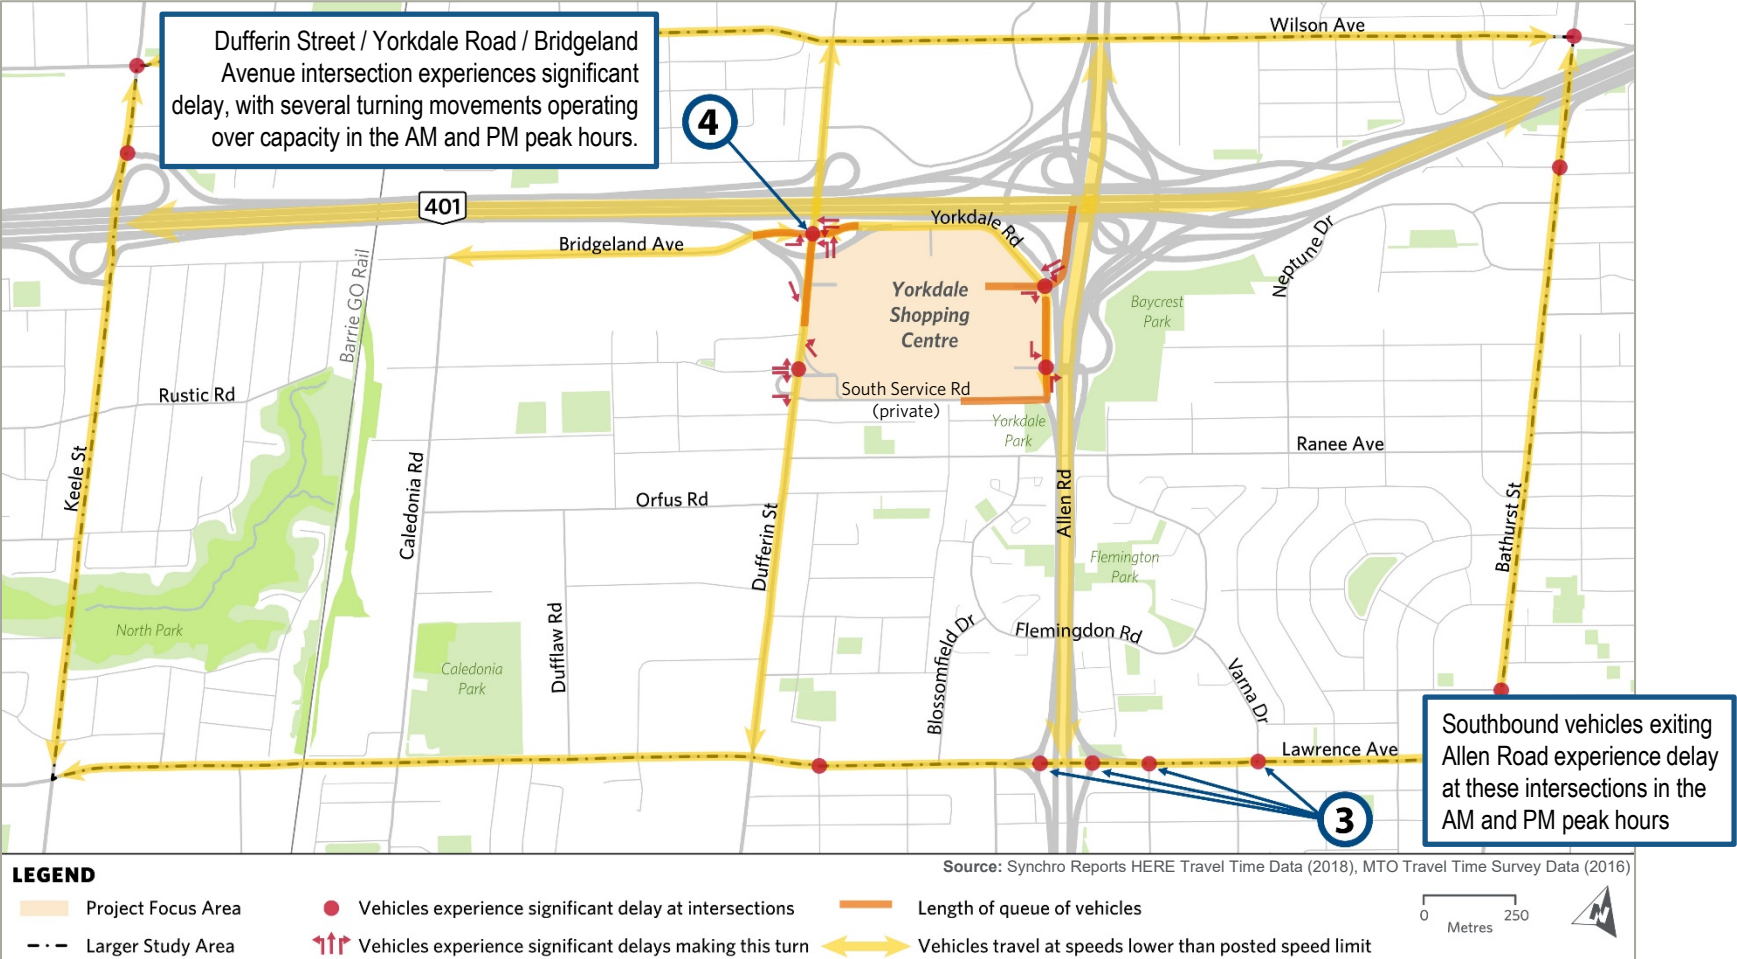 Dufferin Street / Yorkdale Road / Bridgeland
Avenue intersection experiences significant
delay, with several turning movements operating
over capacity in the AM and PM peak hours.
4
Wilson Ave
401
Bridgeland Ave
Yorkdale Rd
Neptune Dr
Barrie GO Rail
Yorkdale
Shopping
Centre
Baycrest
Park
Rustic Rd
South Service Rd
(private)
Yorkdale
Park
Ranee Ave
Keele St
Caledonia Rd
Orfus Rd
Dufferin St
Allen Rd
Bathurst St
Flemington
Park
North Park
Dufflaw Rd
Caledonia
Park
Blossomfield Dr
Flemingdon Rd
Varna Dr
Lawrence Ave
3
Southbound vehicles exiting
Allen Road experience delay
at these intersections in the
AM and PM peak hours
Source: Synchro Reports HERE Travel Time Data (2018), MTO Travel Time Survey Data (2016)
LEGEND
Project Focus Area
Vehicles experience significant delay at intersections
Length of queue of vehicles
Larger Study Area
Vehicles experience significant delays making this turn
Vehicles travel at speeds lower than posted speed limit
0 250
Metres
N